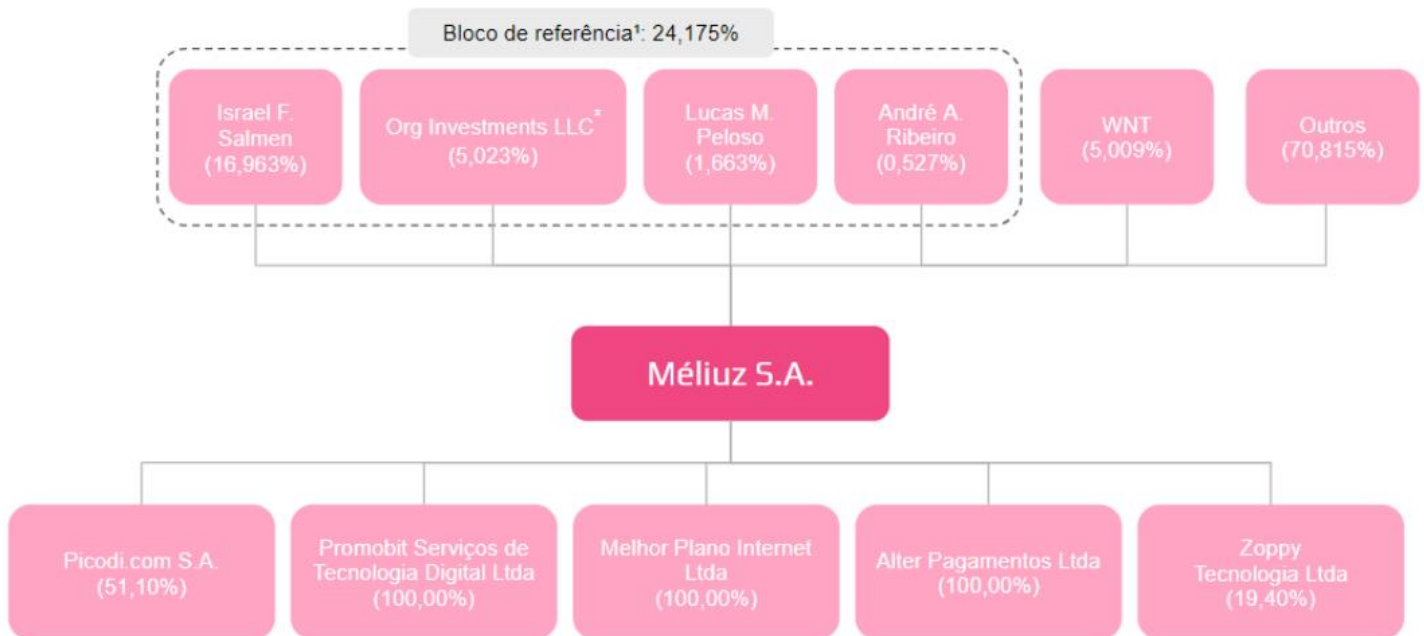 Bloco de referência¹: 24,175%
Israel F.
Salmen
(16,963%)
Org Investments LLC*
(5,023%)
Lucas M.
Peloso
(1,663%)
André A.
Ribeiro
(0,527%)
WNT
(5,009%)
Outros
(70,815%)
Méliuz S.A.
Picodi.com S.A.
(51,10%)
Promobit Serviços de
Tecnologia Digital Ltda
(100,00%)
Melhor Plano Internet
Ltda
(100,00%)
Alter Pagamentos Ltda
(100,00%)
Zoppy
Tecnologia Ltda
(19,40%)